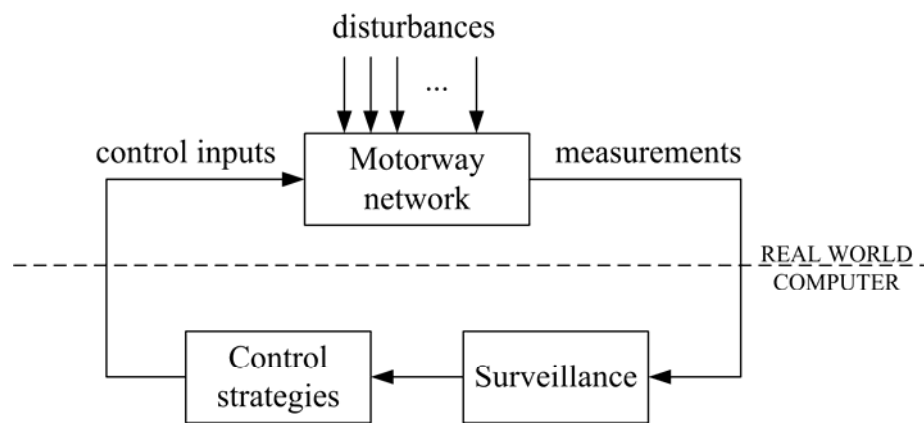 disturbances
...
control inputs
Motorway
network
measurements
REAL WORLD
COMPUTER
Control
strategies
Surveillance